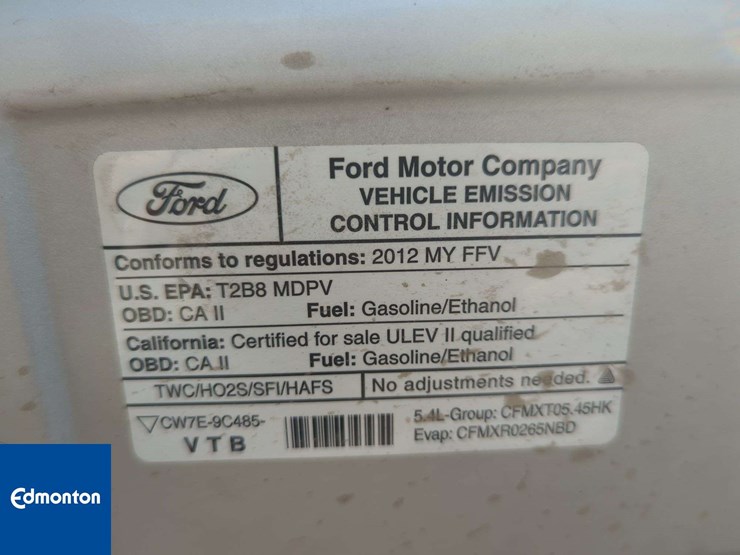 Ford
Ford Motor Company
VEHICLE EMISSION
CONTROL INFORMATION
Conforms to regulations: 2012 MY FFV
U.S. EPA: T2B8 MDPV
OBD: CA II Fuel: Gasoline/Ethanol
California: Certified for sale ULEV II qualified
OBD: CA II Fuel: Gasoline/Ethanol
TWC/HO2S/SFI/HAFS No adjustments needed.
CW7E-9C485-
VTB
5.4L-Group: CFMXT05.45HK
Evap: CFMXR0265NBD
Edmonton